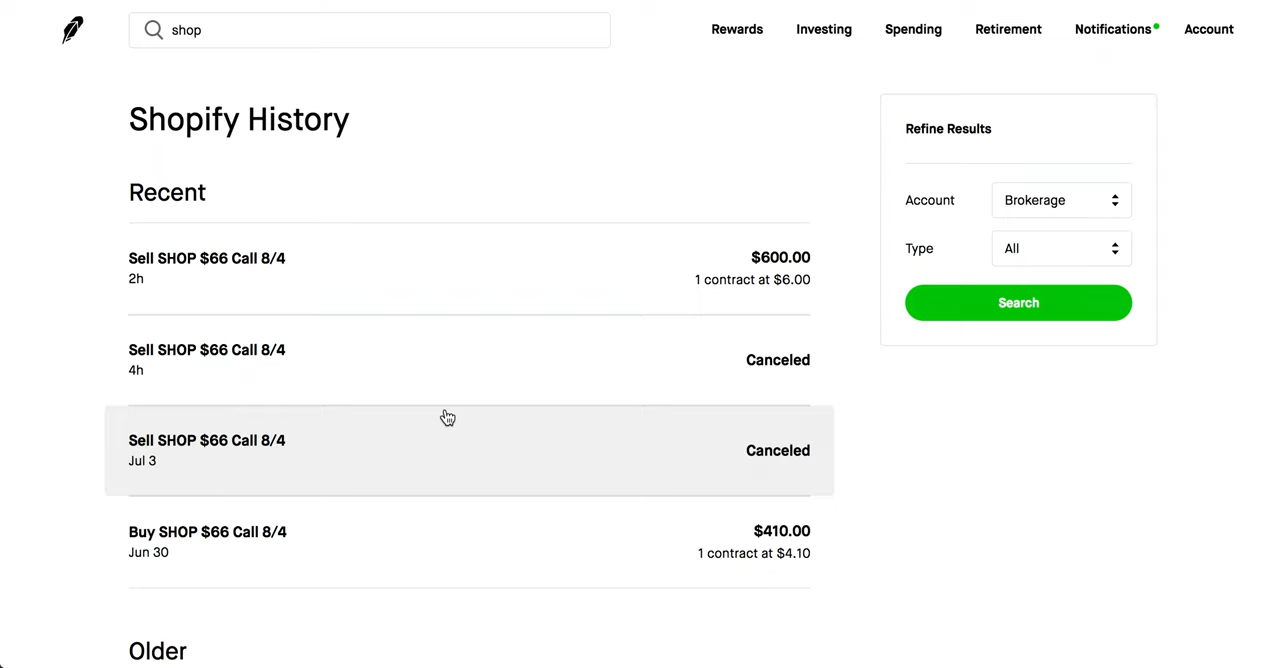 shop
Rewards
Investing
Spending
Retirement
Notifications
Account
Shopify History
Recent
Sell SHOP $66 Call 8/4
2h
$600.00
1 contract at $6.00
Sell SHOP $66 Call 8/4
4h
Canceled
Sell SHOP $66 Call 8/4
Jul 3
Canceled
Buy SHOP $66 Call 8/4
Jun 30
$410.00
1 contract at $4.10
Older
Refine Results
Account
Brokerage
Type
All
Search